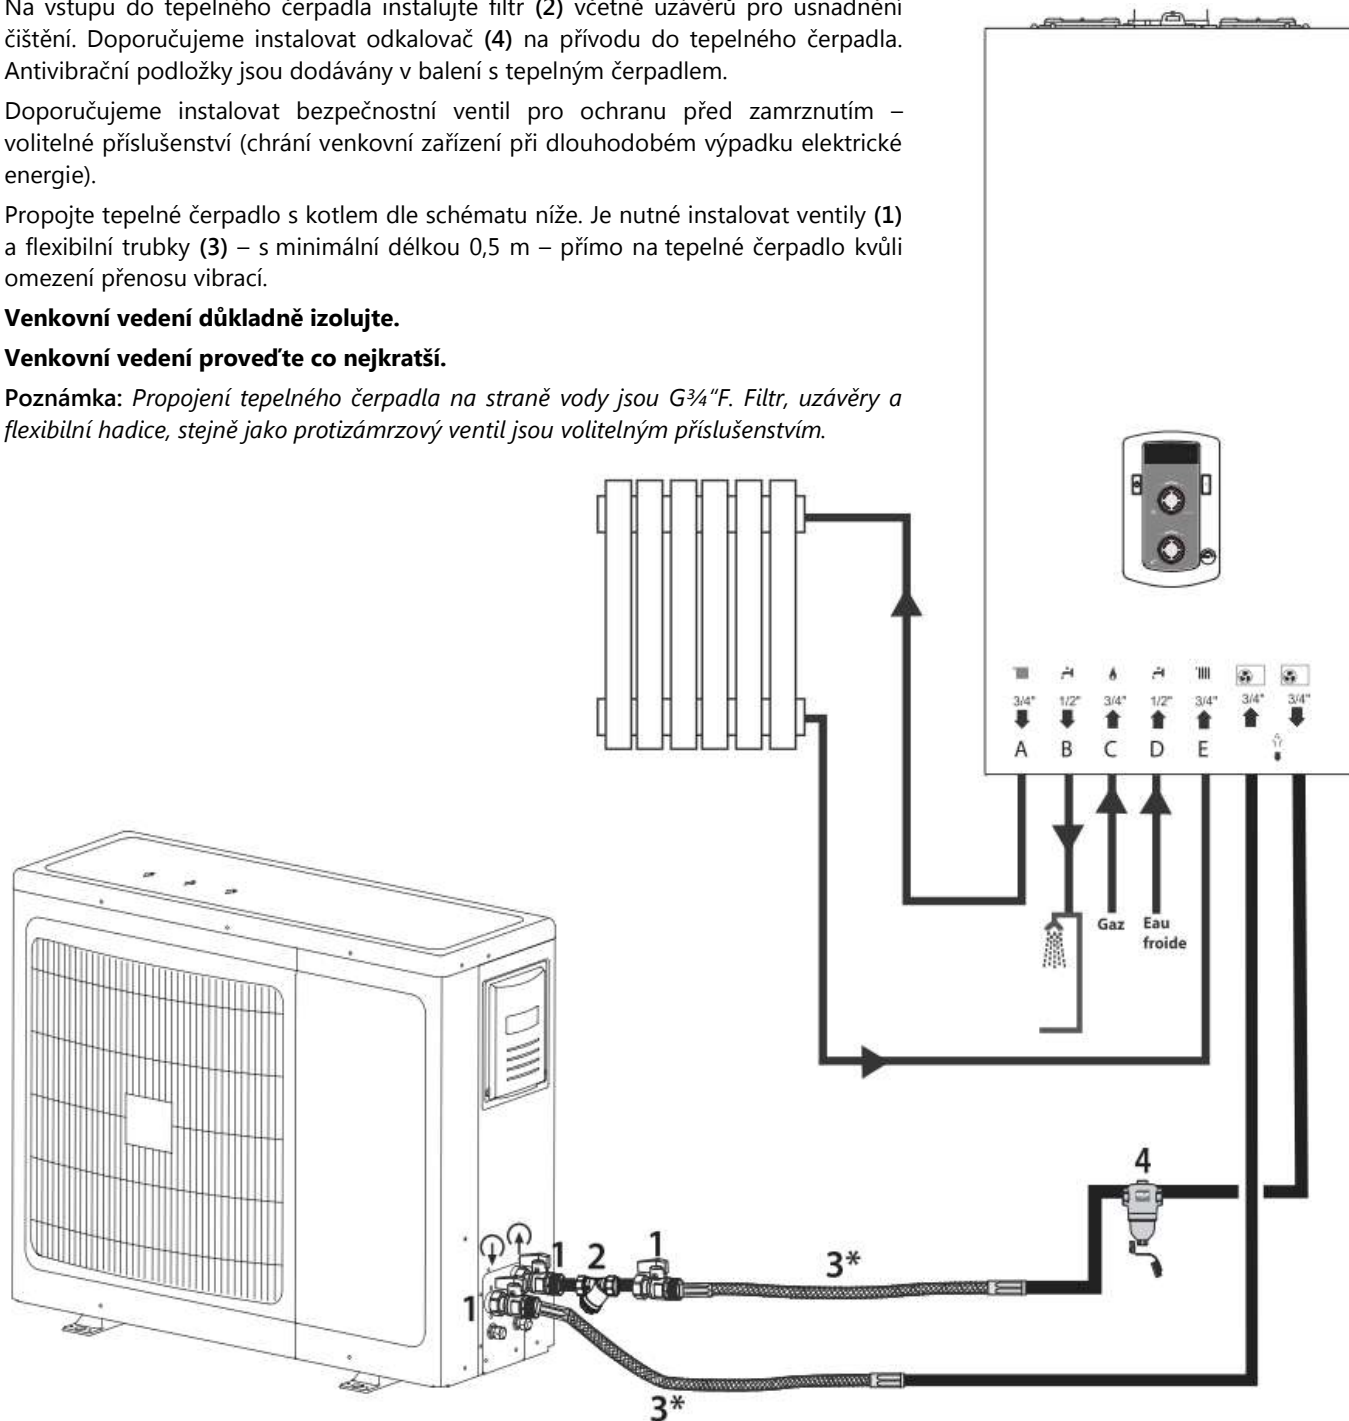 Na vstupu do tepelného čerpadla instalujte filtr (2) včetně uzávěrů pro usnadnění
čištění. Doporučujeme instalovat odkalovač (4) na přívodu do tepelného čerpadla.
Antivibrační podložky jsou dodávány v balení s tepelným čerpadlem.
Doporučujeme instalovat bezpečnostní ventil pro ochranu před zamrznutím –
volitelné příslušenství (chrání venkovní zařízení při dlouhodobém výpadku elektrické
energie).
Propojte tepelné čerpadlo s kotlem dle schématu níže. Je nutné instalovat ventily (1)
a flexibilní trubky (3) – s minimální délkou 0,5 m – přímo na tepelné čerpadlo kvůli
omezení přenosu vibrací.
Venkovní vedení důkladně izolujte.
Venkovní vedení proveďte co nejkratší.
Poznámka: Propojení tepelného čerpadla na straně vody jsou G¾“F. Filtr, uzávěry a
flexibilní hadice, stejně jako protizámrzový ventil jsou volitelným příslušenstvím.
3/4" 1/2" 3/4" 1/2" 3/4" 3/4" 3/4"
A B C D E
Gaz Eau
froide
4
1 2 1 3*
1
3*